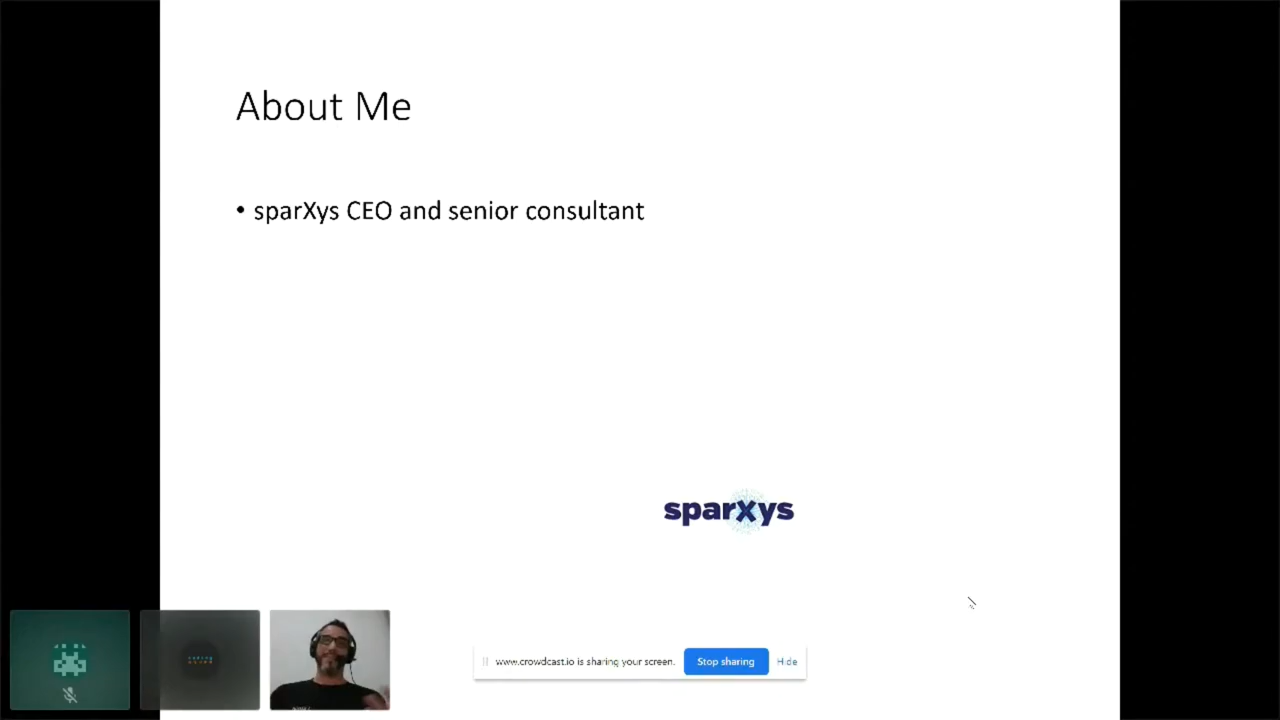 About Me
• sparXys CEO and senior consultant
sparxys
www.crowdcast.io is sharing your screen. Stop sharing Hide